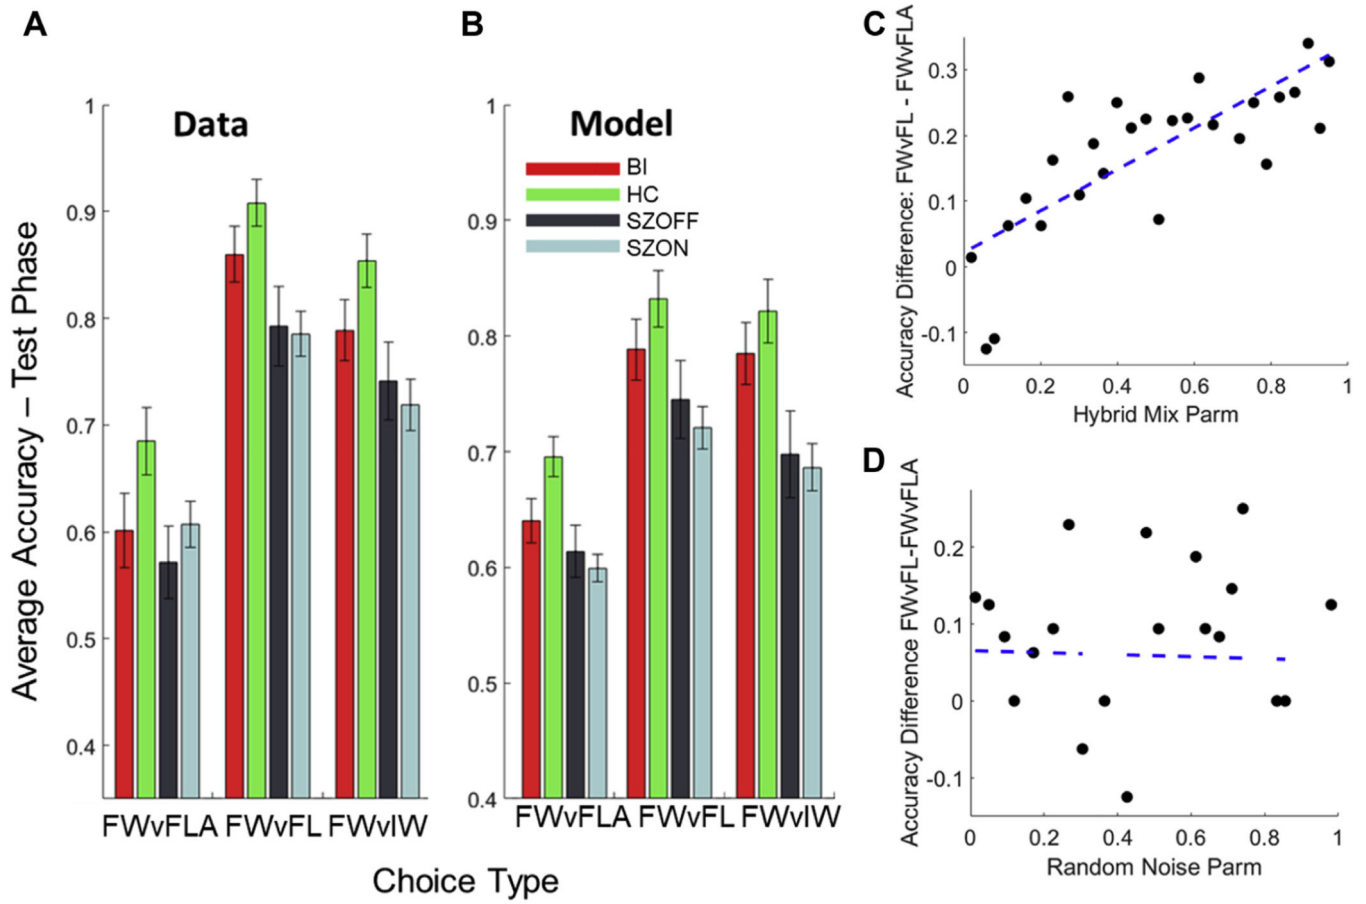 A
Data
1
0.9
0.8
0.7
0.6
0.5
0.4
Average Accuracy – Test Phase
FWvFLA FWvFL FWvIW
B
Model
BI
HC
SZOFF
SZON
1
0.9
0.8
0.7
0.6
0.5
0.4
FWvFLA FWvFL FWvIW
Choice Type
C
Accuracy Difference: FWvFL - FWvFLA
0.3
0.2
0.1
0
-0.1
0 0.2 0.4 0.6 0.8 1
Hybrid Mix Parm
D
Accuracy Difference FWvFL-FWvFLA
0.2
0.1
0
-0.1
0 0.2 0.4 0.6 0.8 1
Random Noise Parm